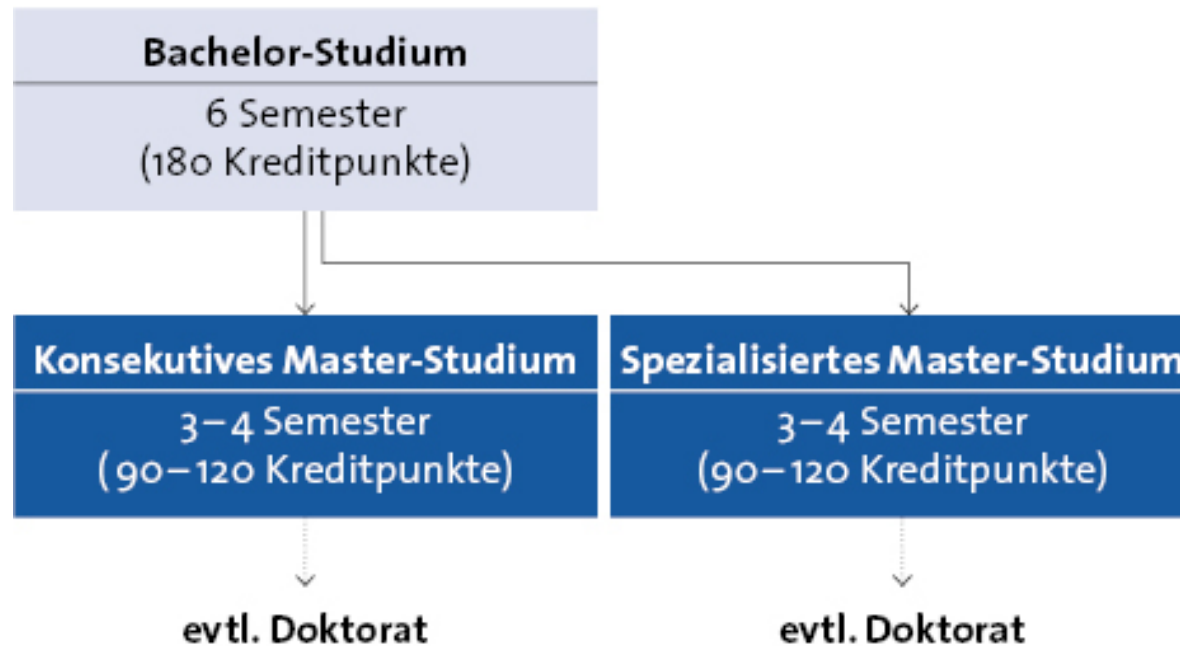 Bachelor-Studium
6 Semester
(180 Kreditpunkte)
Konsekutives Master-Studium
3–4 Semester
(90–120 Kreditpunkte)
Spezialisiertes Master-Studium
3–4 Semester
(90–120 Kreditpunkte)
evtl. Doktorat
evtl. Doktorat